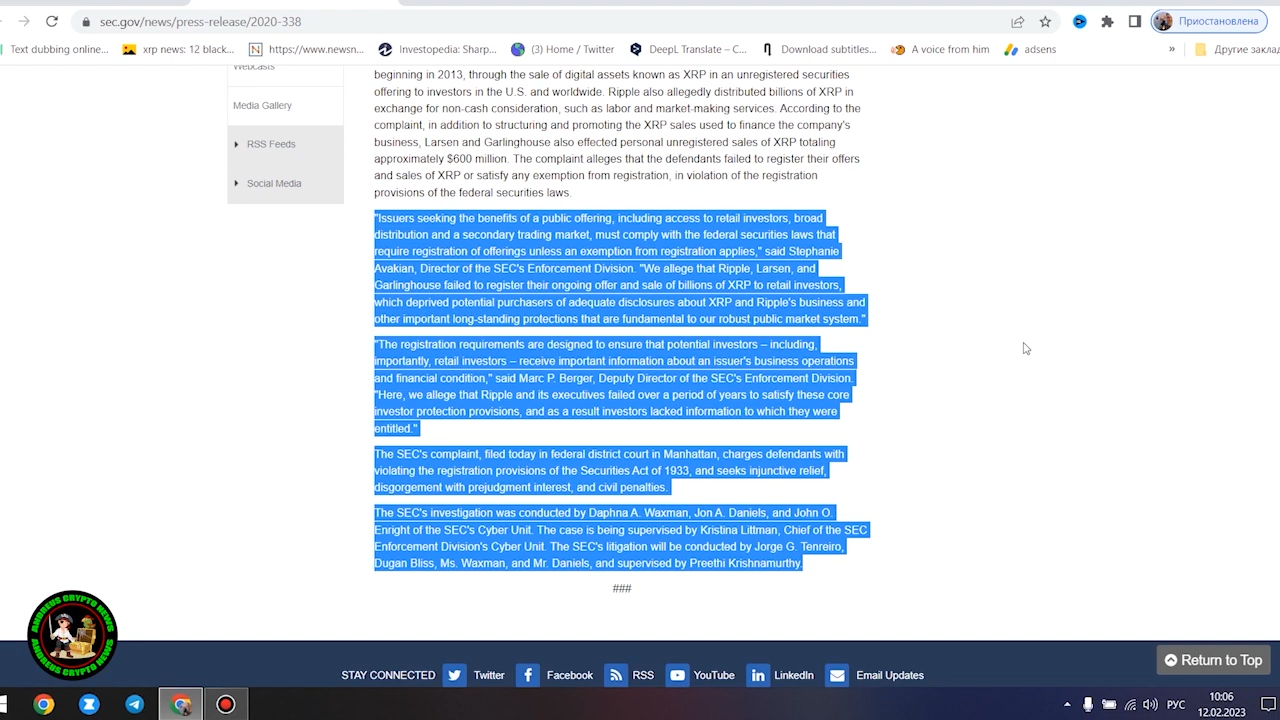 sec.gov/news/press-release/2020-338
Приостановлена
Text dubbing online...
xrp news: 12 black...
https://www.newsn...
Investopedia: Sharp...
(3) Home / Twitter
DeepL Translate – C...
Download subtitles...
A voice from him
adsens
»
Другие заклад
Webcasts
Media Gallery
RSS Feeds
Social Media
beginning in 2013, through the sale of digital assets known as XRP in an unregistered securities
offering to investors in the U.S. and worldwide. Ripple also allegedly distributed billions of XRP in
exchange for non-cash consideration, such as labor and market-making services. According to the
complaint, in addition to structuring and promoting the XRP sales used to finance the company's
business, Larsen and Garlinghouse also effected personal unregistered sales of XRP totaling
approximately $600 million. The complaint alleges that the defendants failed to register their offers
and sales of XRP or satisfy any exemption from registration, in violation of the registration
provisions of the federal securities laws.
"Issuers seeking the benefits of a public offering, including access to retail investors, broad
distribution and a secondary trading market, must comply with the federal securities laws that
require registration of offerings unless an exemption from registration applies," said Stephanie
Avakian, Director of the SEC's Enforcement Division. "We allege that Ripple, Larsen, and
Garlinghouse failed to register their ongoing offer and sale of billions of XRP to retail investors,
which deprived potential purchasers of adequate disclosures about XRP and Ripple's business and
other important long-standing protections that are fundamental to our robust public market system."
"The registration requirements are designed to ensure that potential investors – including,
importantly, retail investors – receive important information about an issuer's business operations
and financial condition," said Marc P. Berger, Deputy Director of the SEC's Enforcement Division.
"Here, we allege that Ripple and its executives failed over a period of years to satisfy these core
investor protection provisions, and as a result investors lacked information to which they were
entitled."
The SEC's complaint, filed today in federal district court in Manhattan, charges defendants with
violating the registration provisions of the Securities Act of 1933, and seeks injunctive relief,
disgorgement with prejudgment interest, and civil penalties.
The SEC's investigation was conducted by Daphna A. Waxman, Jon A. Daniels, and John O.
Enright of the SEC's Cyber Unit. The case is being supervised by Kristina Littman, Chief of the SEC
Enforcement Division's Cyber Unit. The SEC's litigation will be conducted by Jorge G. Tenreiro,
Dugan Bliss, Ms. Waxman, and Mr. Daniels, and supervised by Preethi Krishnamurthy.
###
ANDREUS CRYPTO NEWS
ANDREUS CRYPTO NEWS
STAY CONNECTED
Twitter
Facebook
RSS
YouTube
LinkedIn
Email Updates
Return to Top
РУС
10:06
12.02.2023